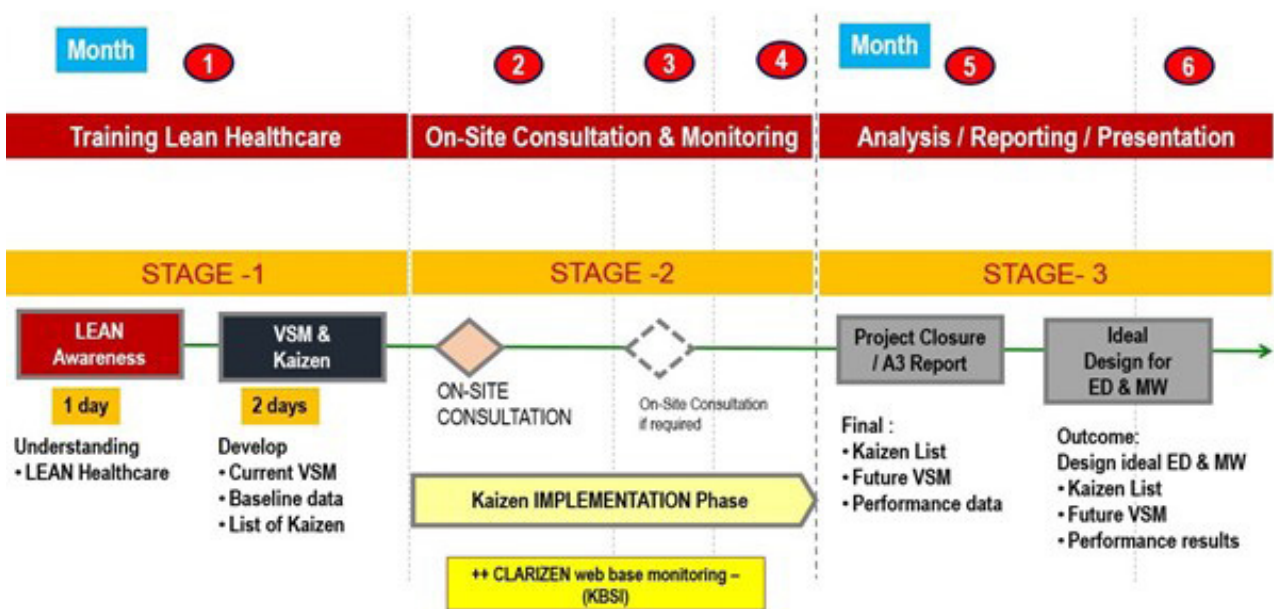 Month
1
2
3
4
Month
5
6
Training Lean Healthcare
On-Site Consultation & Monitoring
Analysis / Reporting / Presentation
STAGE -1
STAGE -2
STAGE- 3
LEAN
Awareness
1 day
Understanding
• LEAN Healthcare
VSM &
Kaizen
2 days
Develop
• Current VSM
• Baseline data
• List of Kaizen
ON-SITE
CONSULTATION
On-Site Consultation
if required
Kaizen IMPLEMENTATION Phase
++ CLARIZEN web base monitoring –
(KBSI)
Project Closure
/ A3 Report
Final :
• Kaizen List
• Future VSM
• Performance data
Ideal
Design for
ED & MW
Outcome:
Design ideal ED & MW
• Kaizen List
• Future VSM
• Performance results